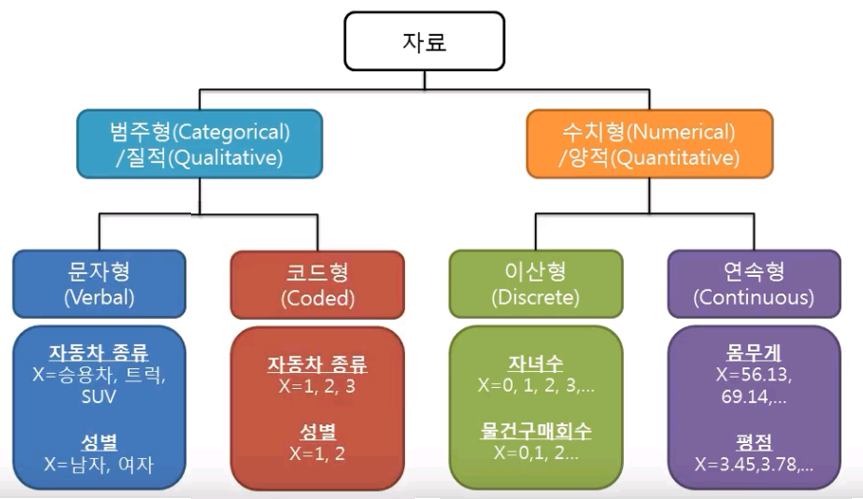 자료
범주형(Categorical)
/질적(Qualitative)
수치형(Numerical)
/양적(Quantitative)
문자형
(Verbal)
코드형
(Coded)
이산형
(Discrete)
연속형
(Continuous)
자동차 종류
X=승용차, 트럭,
SUV
성별
X=남자, 여자
자동차 종류
X=1, 2, 3
성별
X=1, 2
자녀수
X=0, 1, 2, 3,...
물건구매회수
X=0,1, 2...
몸무게
X=56.13,
69.14,...
평점
X=3.45,3.78,...